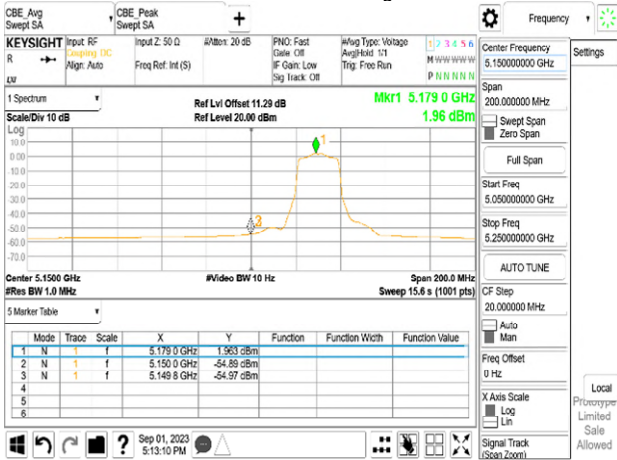 CBE_Avg
Swept SA
CBE_Peak
Swept SA
+
Frequency
KEYSIGHT
R
Input: RF
Coupling: DC
Align: Auto
Input Z: 50 Ω
Freq Ref: Int (S)
#Atten: 20 dB
PNO: Fast
Gate: Off
IF Gain: Low
Sig Track: Off
#Avg Type: Voltage
Avg|Hold: 1/1
Trig: Free Run
1 2 3 4 5 6
M W W W W W
P N N N N N
1 Spectrum
Scale/Div 10 dB
Ref Lvl Offset 11.29 dB
Ref Level 20.00 dBm
Mkr1 5.179 0 GHz
1.96 dBm
Log
10.0
0.00
-10.0
-20.0
-30.0
-40.0
-50.0
-60.0
-70.0
1
3
Center 5.1500 GHz
#Res BW 1.0 MHz
#Video BW 10 Hz
Span 200.0 MHz
Sweep 15.6 s (1001 pts)
5 Marker Table
Mode Trace Scale X Y Function Function Width Function Value
1 N 1 f 5.179 0 GHz 1.963 dBm
2 N 1 f 5.150 0 GHz -54.89 dBm
3 N 1 f 5.149 8 GHz -54.97 dBm
4
5
6
Sep 01, 2023
5:13:10 PM
?
Center Frequency
5.150000000 GHz
Span
200.000000 MHz
Swept Span
Zero Span
Full Span
Start Freq
5.050000000 GHz
Stop Freq
5.250000000 GHz
AUTO TUNE
CF Step
20.000000 MHz
Auto
Man
Freq Offset
0 Hz
X Axis Scale
Log
Lin
Signal Track
(Span Zoom)
Settings
Local
Prototype
Limited
Sale
Allowed